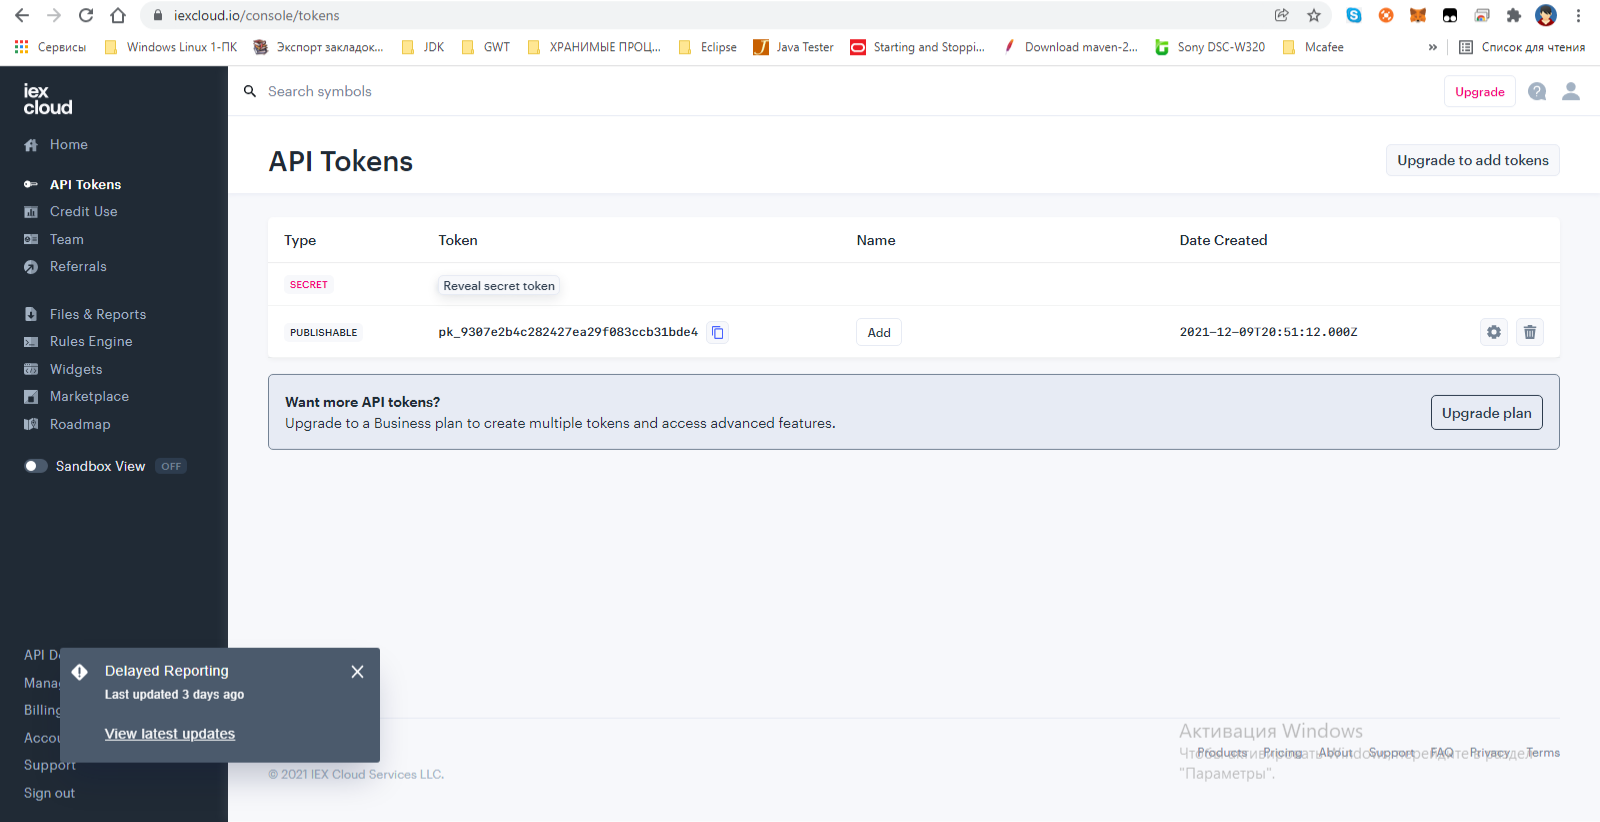 iexcloud.io/console/tokens
Сервисы Windows Linux 1-ПК Экспорт закладок... JDK GWT ХРАНИМЫЕ ПРОЦ... Eclipse Java Tester Starting and Stoppi... Download maven-2... Sony DSC-W320 Mcafee » Список для чтения
iex
cloud
Search symbols
Upgrade
Home
API Tokens
Credit Use
Team
Referrals
Files & Reports
Rules Engine
Widgets
Marketplace
Roadmap
Sandbox View OFF
API Tokens
Upgrade to add tokens
Type Token Name Date Created
SECRET Reveal secret token
PUBLISHABLE pk_9307e2b4c282427ea29f083ccb31bde4 Add 2021-12-09T20:51:12.000Z
Want more API tokens?
Upgrade to a Business plan to create multiple tokens and access advanced features.
Upgrade plan
API
Billing
Support
Sign out
Delayed Reporting
Last updated 3 days ago
View latest updates
Активация Windows
Чтобы активировать Windows, перейдите в раздел
"Параметры".
Products Pricing About Support FAQ Privacy Terms
© 2021 IEX Cloud Services LLC.